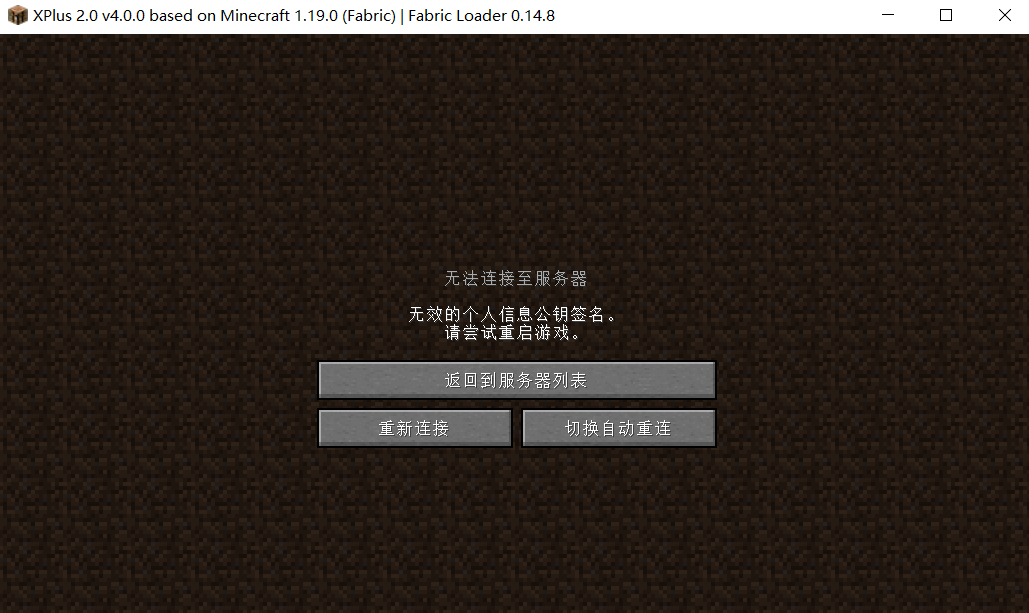 XPlus 2.0 v4.0.0 based on Minecraft 1.19.0 (Fabric) | Fabric Loader 0.14.8
无法连接至服务器
无效的个人信息公钥签名。
请尝试重启游戏。
返回到服务器列表
重新连接
切换自动重连